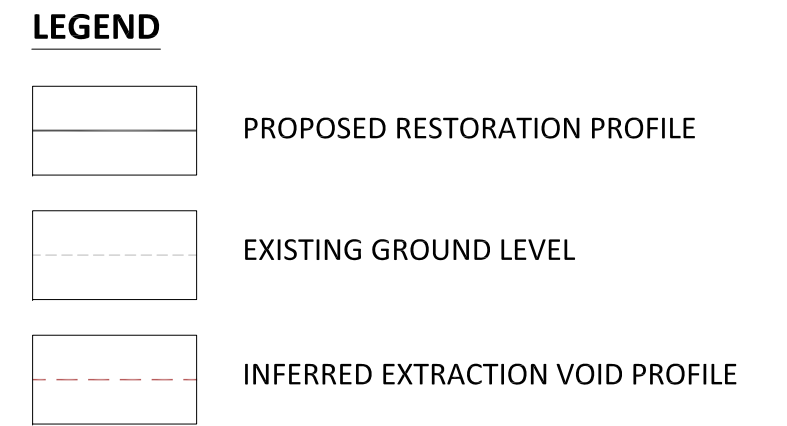 LEGEND
PROPOSED RESTORATION PROFILE
EXISTING GROUND LEVEL
INFERRED EXTRACTION VOID PROFILE